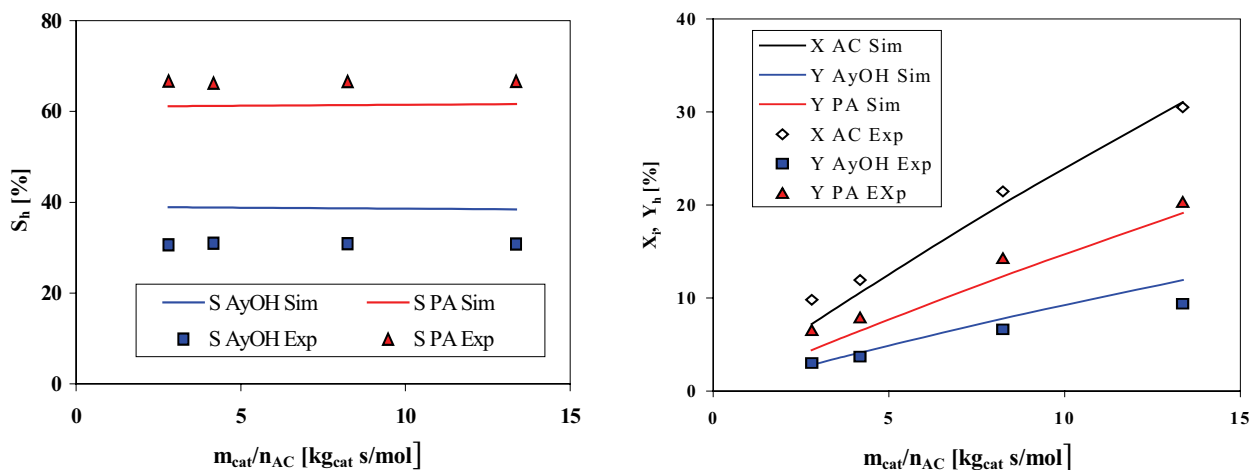 80
60
40
20
0
S_h [%]
S AyOH Sim
S PA Sim
S AyOH Exp
S PA Exp
0
5
10
15
m_cat/n_AC [kg_cat s/mol]
40
30
20
10
0
X_i, Y_h [%]
X AC Sim
Y AyOH Sim
Y PA Sim
X AC Exp
Y AyOH Exp
Y PA EXp
0
5
10
15
m_cat/n_AC [kg_cat s/mol]